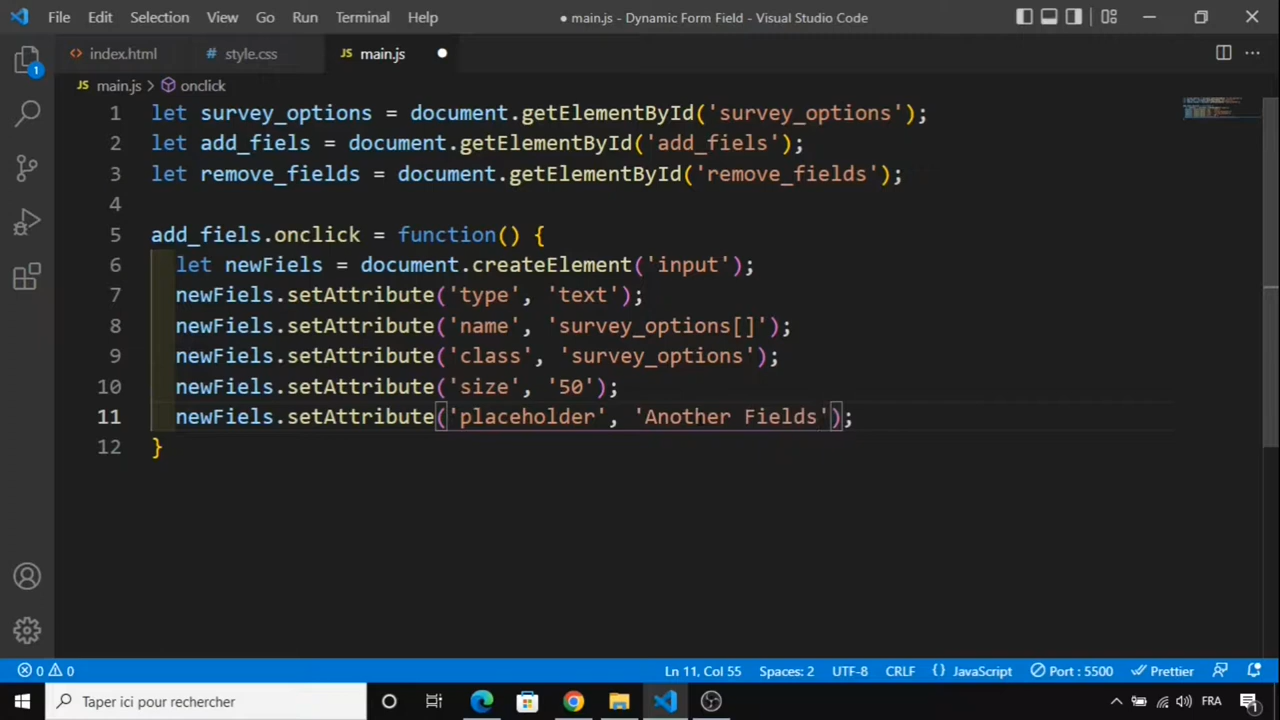 File Edit Selection View Go Run Terminal Help ● main.js - Dynamic Form Field - Visual Studio Code
index.html # style.css JS main.js ●
JS main.js > onclick
1 let survey_options = document.getElementById('survey_options');
2 let add_fiels = document.getElementById('add_fiels');
3 let remove_fields = document.getElementById('remove_fields');
4
5 add_fiels.onclick = function() {
6 let newFiels = document.createElement('input');
7 newFiels.setAttribute('type', 'text');
8 newFiels.setAttribute('name', 'survey_options[]');
9 newFiels.setAttribute('class', 'survey_options');
10 newFiels.setAttribute('size', '50');
11 newFiels.setAttribute('placeholder', 'Another Fields');
12 }
1
0 0 Ln 11, Col 55 Spaces: 2 UTF-8 CRLF {} JavaScript Port : 5500 Prettier
Taper ici pour rechercher FR 1